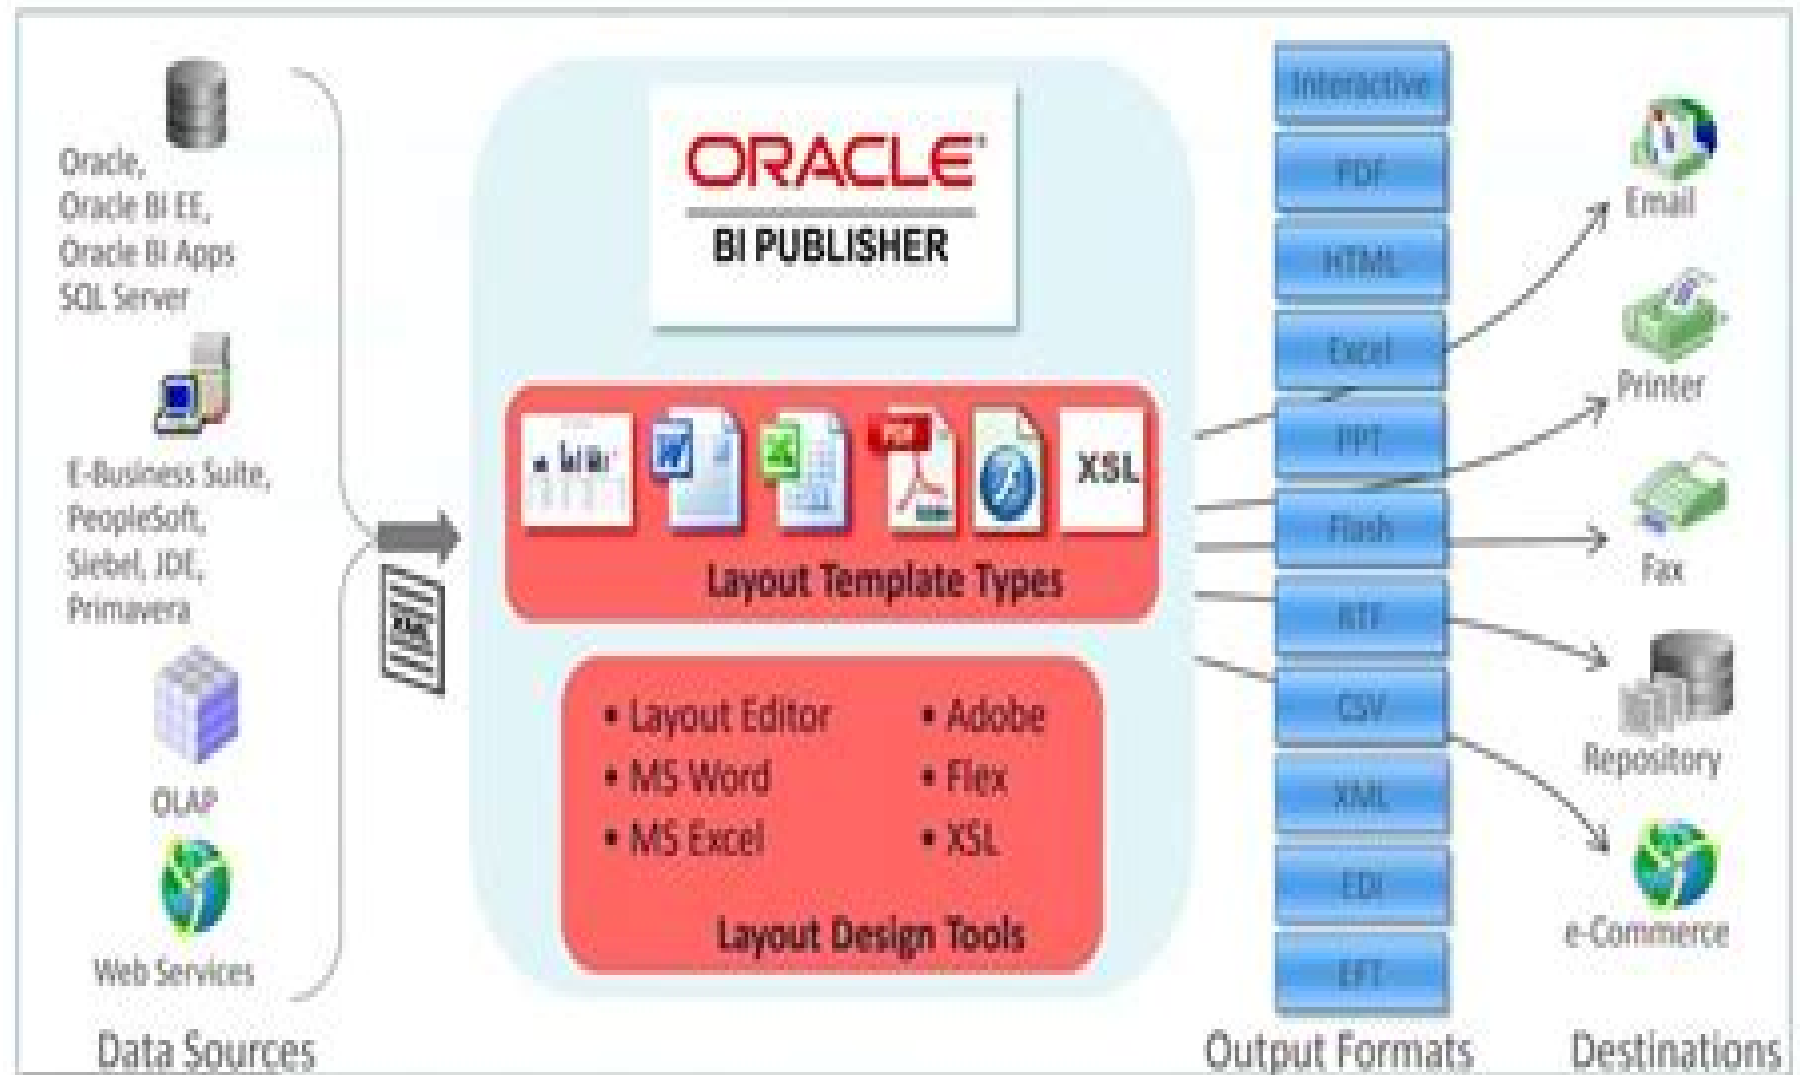 Oracle,
Oracle BI EE,
Oracle BI Apps
SQL Server
E-Business Suite,
PeopleSoft,
Siebel, JDE,
Primavera
OLAP
Web Services
Data Sources
XML
ORACLE
BI PUBLISHER
PDF
XSL
Layout Template Types
• Layout Editor
• MS Word
• MS Excel
• Adobe
• Flex
• XSL
Layout Design Tools
Interactive
PDF
HTML
Excel
PPT
Flash
RTF
CSV
XML
EDI
EFT
Output Formats
Email
Printer
Fax
Repository
e-Commerce
Destinations